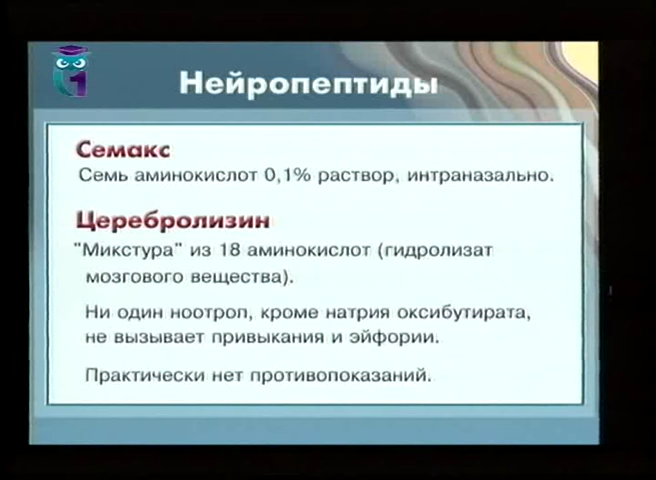 Нейропептиды
Семакс
Семь аминокислот 0,1% раствор, интраназально.
Церебролизин
"Микстура" из 18 аминокислот (гидролизат
мозгового вещества).
Ни один ноотроп, кроме натрия оксибутирата,
не вызывает привыкания и эйфории.
Практически нет противопоказаний.
1